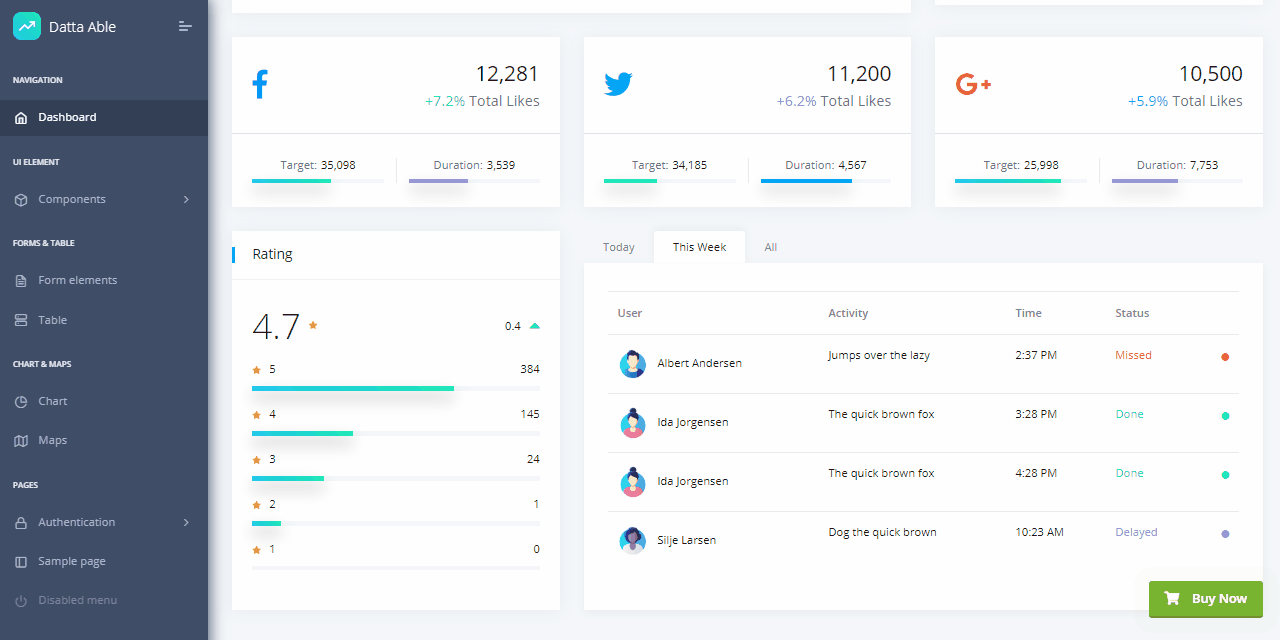 Datta Able
NAVIGATION
Dashboard
UI ELEMENT
Components
FORMS & TABLE
Form elements
Table
CHART & MAPS
Chart
Maps
PAGES
Authentication
Sample page
Disabled menu
12,281
+7.2% Total Likes
Target: 35,098
Duration: 3,539
11,200
+6.2% Total Likes
Target: 34,185
Duration: 4,567
10,500
+5.9% Total Likes
Target: 25,998
Duration: 7,753
Rating
4.7
0.4
5 384
4 145
3 24
2 1
1 0
Today This Week All
User Activity Time Status
Albert Andersen Jumps over the lazy 2:37 PM Missed
Ida Jorgensen The quick brown fox 3:28 PM Done
Ida Jorgensen The quick brown fox 4:28 PM Done
Silje Larsen Dog the quick brown 10:23 AM Delayed
Buy Now